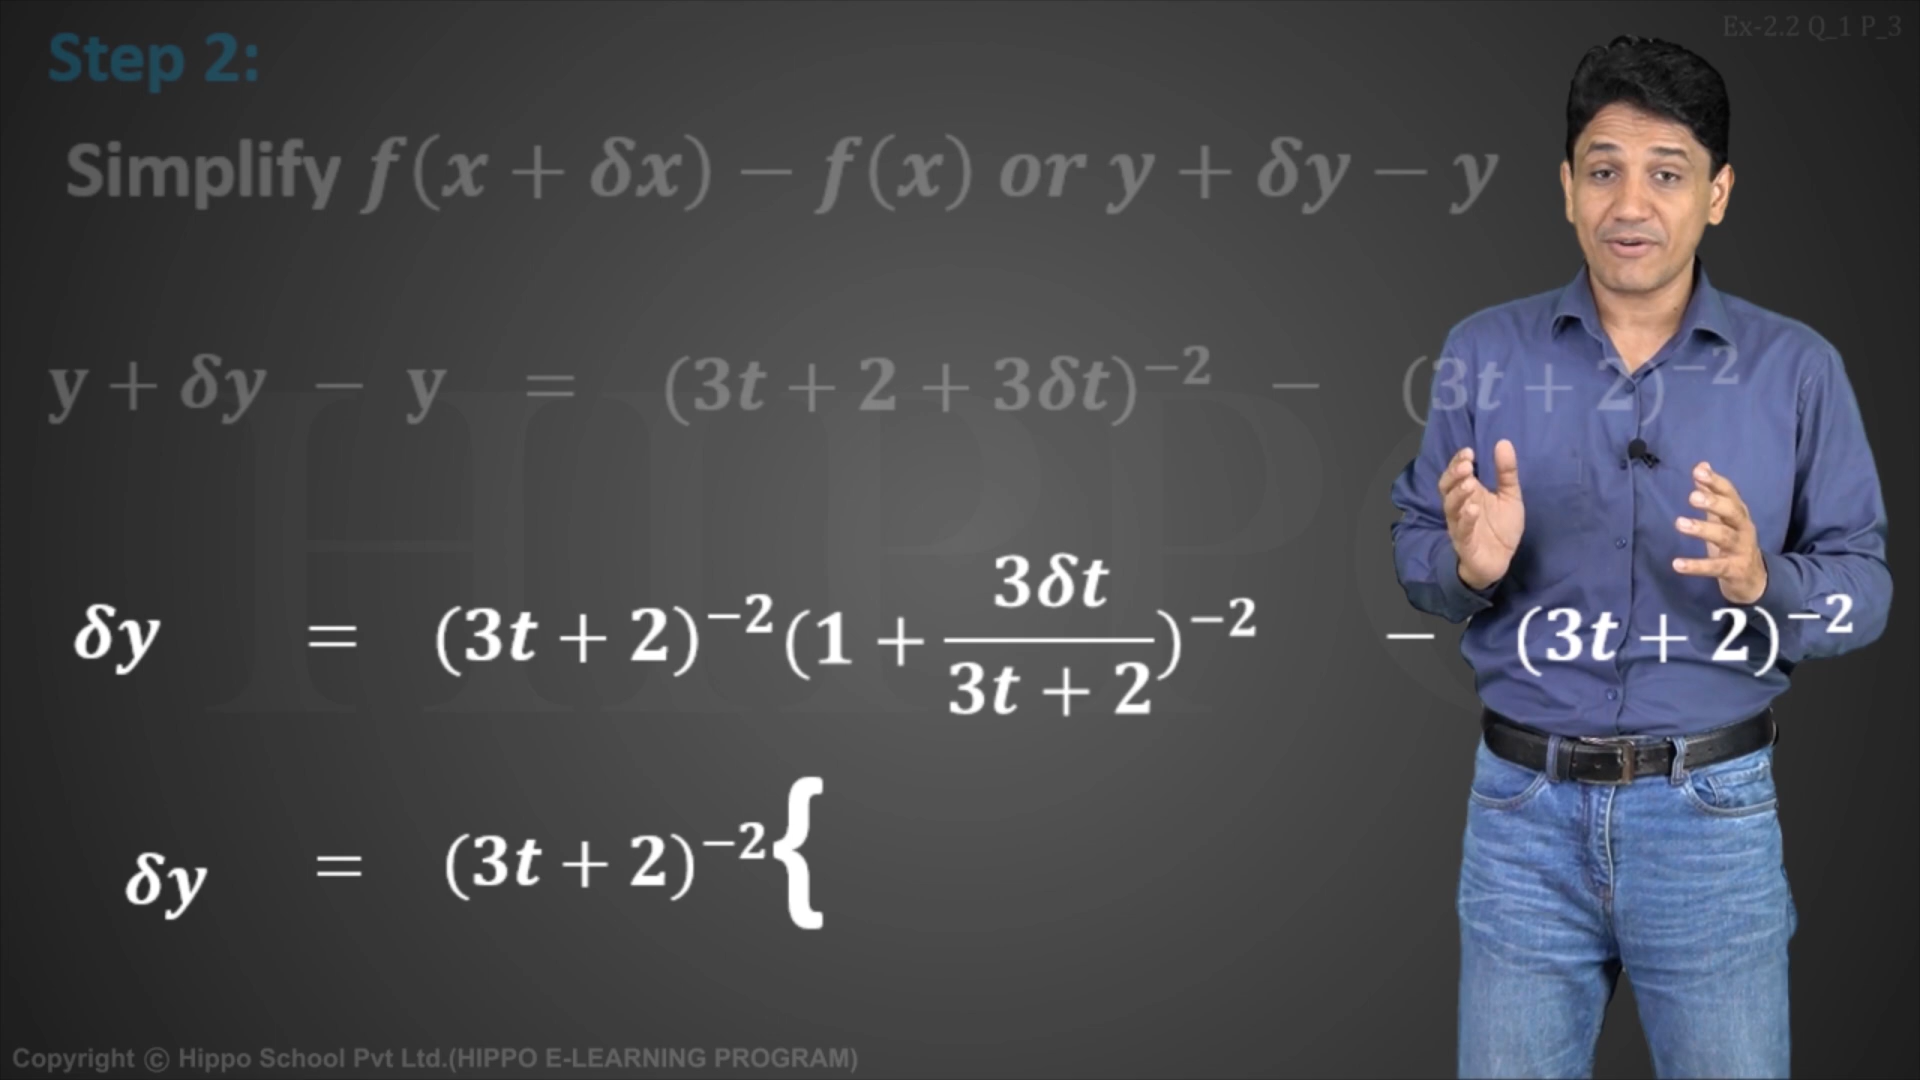 Ex-2.2 Q_1 P_3
Step 2:
Simplify f(x + δx) − f(x) or y + δy − y
y + δy − y = (3t + 2 + 3δt)⁻² − (3t + 2)⁻²
δy = (3t + 2)⁻²(1 + 3δt/3t + 2)⁻² − (3t + 2)⁻²
δy = (3t + 2)⁻²{
HIPPO
Copyright © Hippo School Pvt Ltd.(HIPPO E-LEARNING PROGRAM)